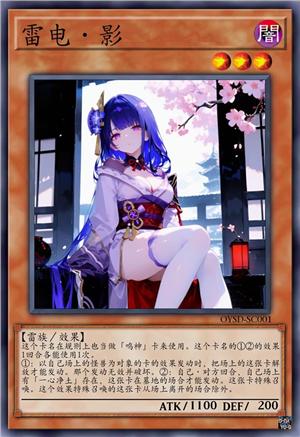 雷电·影
闇
OYSD-SC001
【雷族／效果】
这个卡名在规则上也当做「鸣神」卡来使用。这个卡名的①②的效果
1回合各能使用1次。
①：以自己场上的怪兽为对象的卡的效果发动时，把场上的这张卡解
放才能发动。那个发动无效并破坏。②：自己·对方回合，自己场上
有「一心净土」存在，这张卡在墓地的场合才能发动。这张卡特殊召
唤。这个效果特殊召唤的这张卡从场上离开的场合除外。
ATK/1100 DEF/ 200